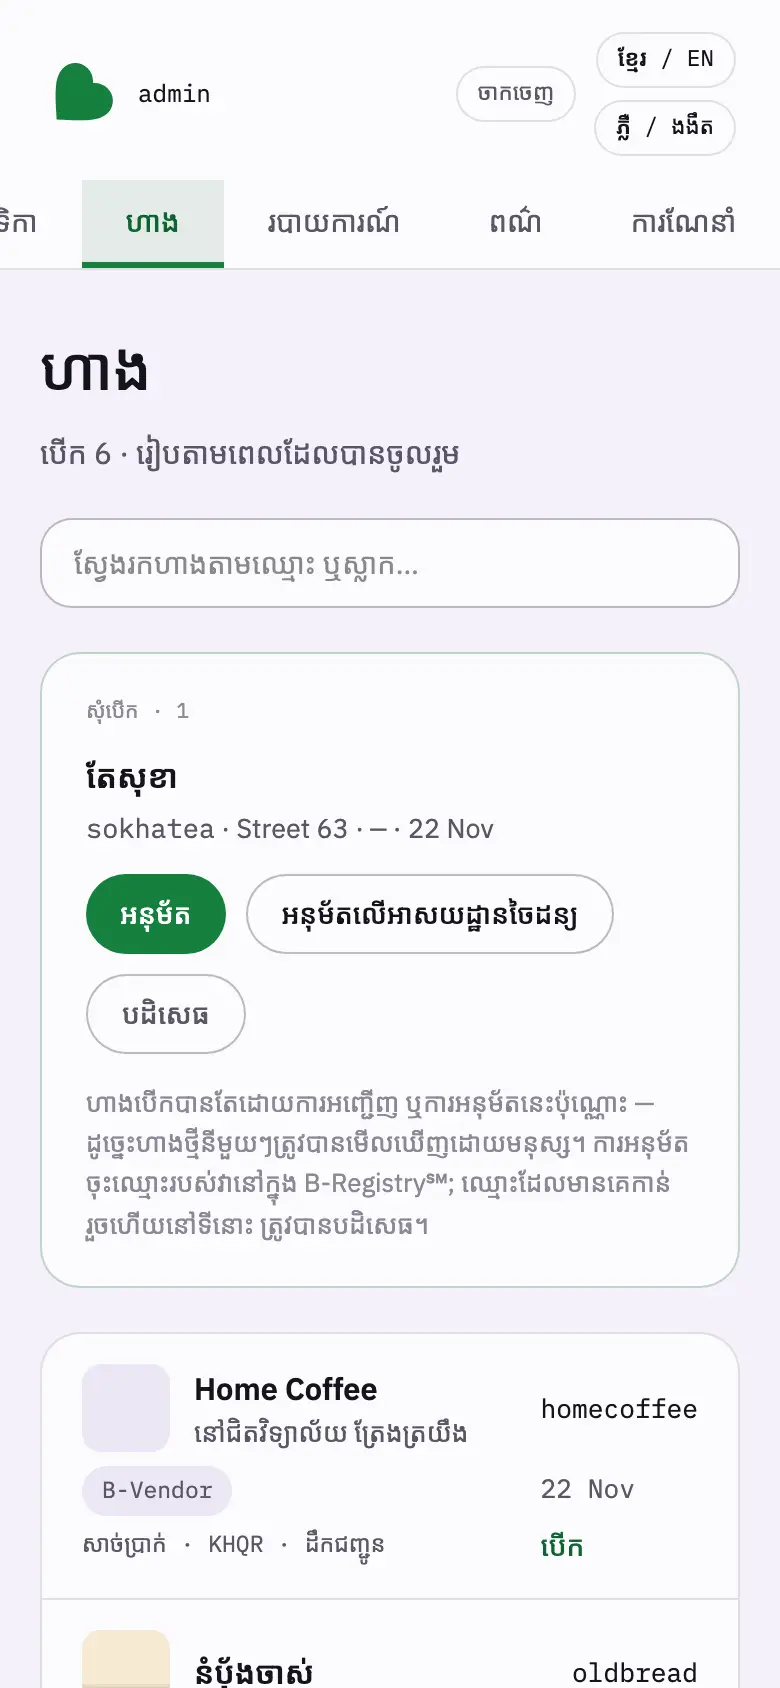 admin
ចាកចេញ
ខ្មែរ / EN
ភ្លឺ / ងងឹត
ហាង
របាយការណ៍
ពណ៌
ការណែនាំ
ហាង
បើក 6 · រៀបតាមពេលដែលបានចូលរួម
ស្វែងរកហាងតាមឈ្មោះ ឬស្លាក...
សុំបើក · 1
តែសុខា
sokhatea · Street 63 · — · 22 Nov
អនុម័ត
អនុម័តលើអាសយដ្ឋានចៃដន្យ
បដិសេធ
ហាងបើកបានតែដោយការអញ្ជើញ ឬការអនុម័តនេះប៉ុណ្ណោះ —
ដូច្នេះហាងថ្មីនីមួយៗត្រូវបានមើលឃើញដោយមនុស្ស។ ការអនុម័ត
ចុះឈ្មោះរបស់វានៅក្នុង B-Registry℠; ឈ្មោះដែលមានគេកាន់
រួចហើយនៅទីនោះ ត្រូវបានបដិសេធ។
Home Coffee
នៅជិតវិទ្យាល័យ ត្រែងត្រយឹង
homecoffee
B-Vendor
22 Nov
សាច់ប្រាក់ · KHQR · ដឹកជញ្ជូន
បើក
នំប៉័ងចាស់
oldbread